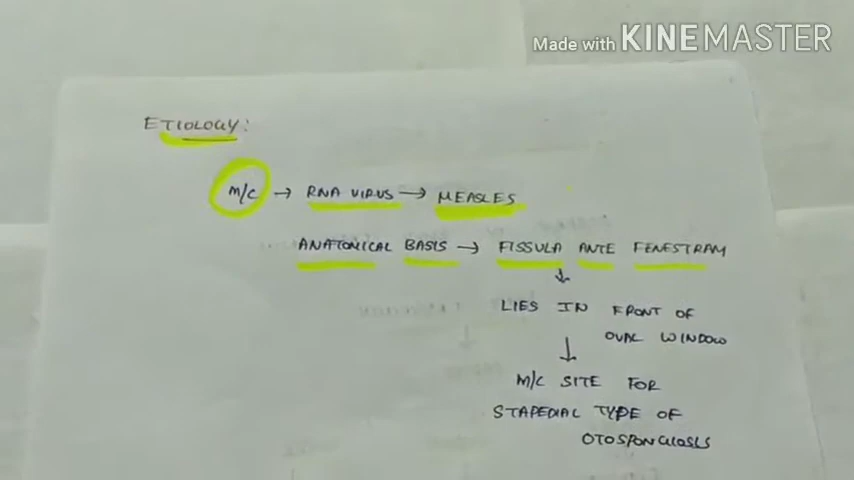 Made with KINEMASTER
ETIOLOGY:
M/C → RNA VIRUS → MEASLES
ANATOMICAL BASIS → FISSULA ANTE FENESTRAM
↓
LIES IN FRONT OF
OVAL WINDOW
↓
M/C SITE FOR
STAPEDIAL TYPE OF
OTOSPONGIOSIS